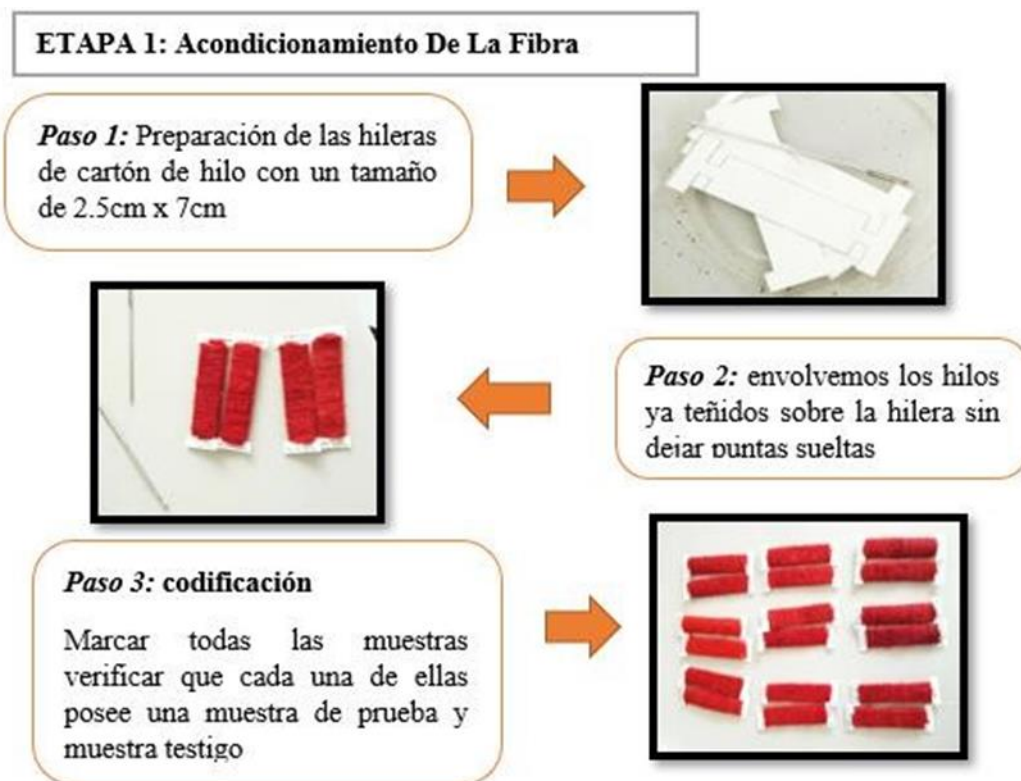 ETAPA 1: Acondicionamiento De La Fibra
Paso 1: Preparación de las hileras
de cartón de hilo con un tamaño
de 2.5cm x 7cm
Paso 2: envolvemos los hilos
ya teñidos sobre la hilera sin
dejar puntas sueltas
Paso 3: codificación
Marcar todas las muestras
verificar que cada una de ellas
posee una muestra de prueba y
muestra testigo